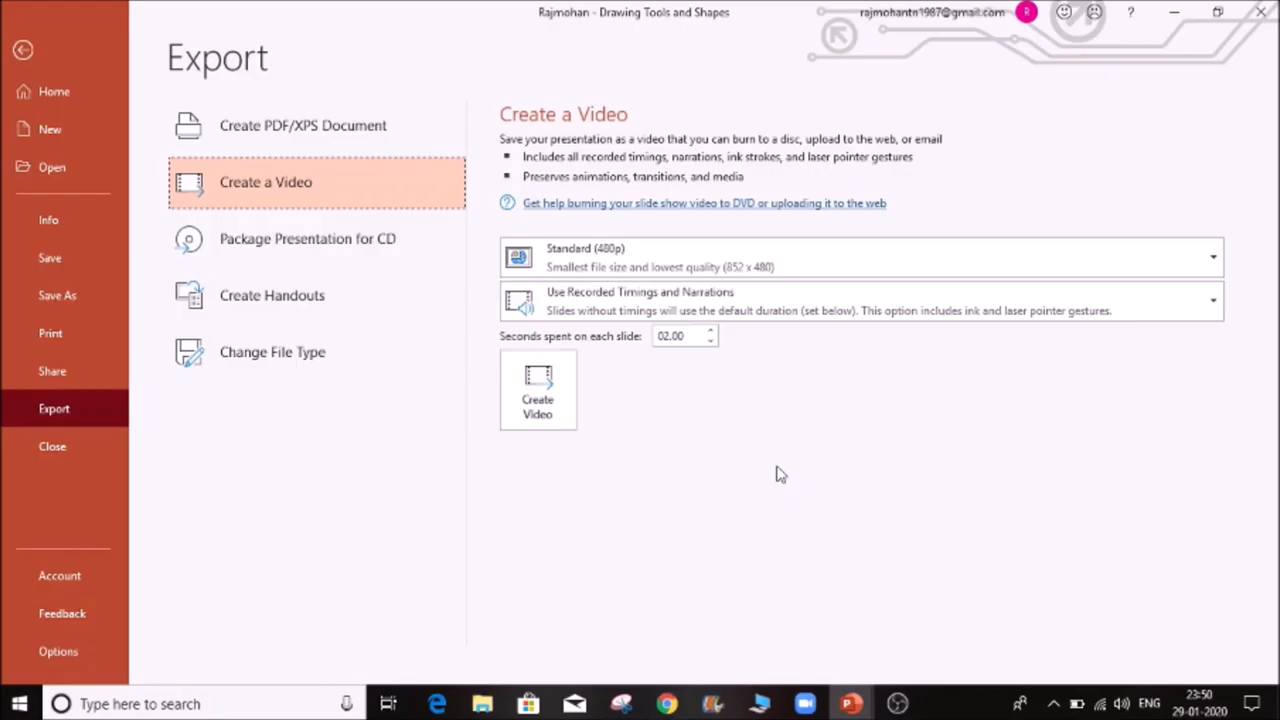 Rajmohan - Drawing Tools and Shapes
rajmohantn1987@gmail.com
R
?
Export
Home
New
Open
Info
Save
Save As
Print
Share
Export
Close
Account
Feedback
Options
Create PDF/XPS Document
Create a Video
Package Presentation for CD
Create Handouts
Change File Type
Create a Video
Save your presentation as a video that you can burn to a disc, upload to the web, or email
Includes all recorded timings, narrations, ink strokes, and laser pointer gestures
Preserves animations, transitions, and media
Get help burning your slide show video to DVD or uploading it to the web
Standard (480p)
Smallest file size and lowest quality (852 x 480)
Use Recorded Timings and Narrations
Slides without timings will use the default duration (set below). This option includes ink and laser pointer gestures.
Seconds spent on each slide: 02.00
Create
Video
Type here to search
ENG
23:50
29-01-2020